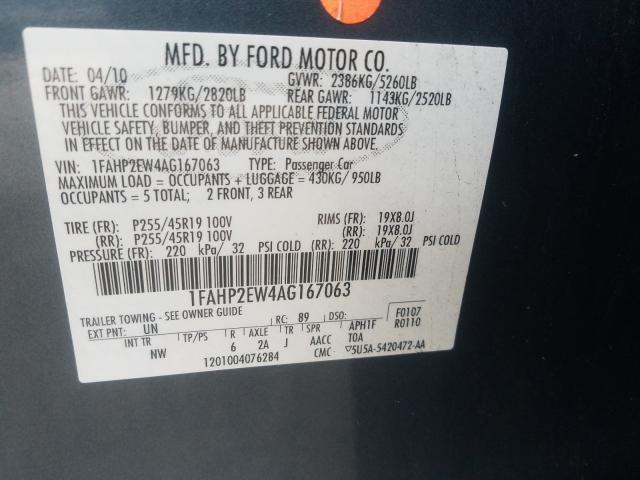 MFD. BY FORD MOTOR CO.
DATE: 04/10 GVWR: 2386KG/5260LB
FRONT GAWR: 1279KG/2820LB REAR GAWR: 1143KG/2520LB
THIS VEHICLE CONFORMS TO ALL APPLICABLE FEDERAL MOTOR
VEHICLE SAFETY, BUMPER, AND THEFT PREVENTION STANDARDS
IN EFFECT ON THE DATE OF MANUFACTURE SHOWN ABOVE.
VIN: 1FAHP2EW4AG167063 TYPE: Passenger Car
MAXIMUM LOAD = OCCUPANTS + LUGGAGE = 430KG/950LB
OCCUPANTS = 5 TOTAL; 2 FRONT, 3 REAR
TIRE (FR): P255/45R19 100V RIMS (FR): 19X8.0J
(RR): P255/45R19 100V (RR): 19X8.0J
PRESSURE (FR): 220 kPa/ 32 PSI COLD (RR): 220 kPa/ 32 PSI COLD
1FAHP2EW4AG167063
TRAILER TOWING - SEE OWNER GUIDE
EXT PNT: UN RC: 89 DSO: F0107
R0110
INT TR TP/PS R AXLE TR SPR APH1F
NW 6 2A J AACC TOA
1201004076284 CMC ▽5U5A-5420472-AA